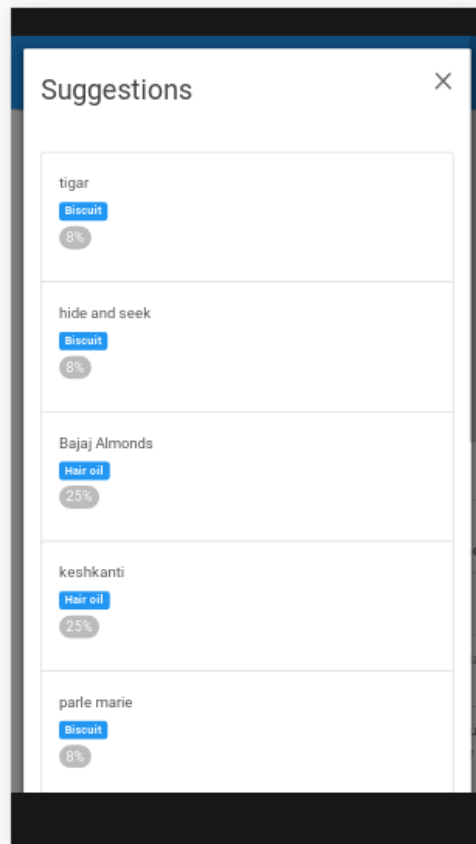 Suggestions
tigar
Biscuit
8%
hide and seek
Biscuit
8%
Bajaj Almonds
Hair oil
25%
keshkanti
Hair oil
25%
parle marie
Biscuit
8%